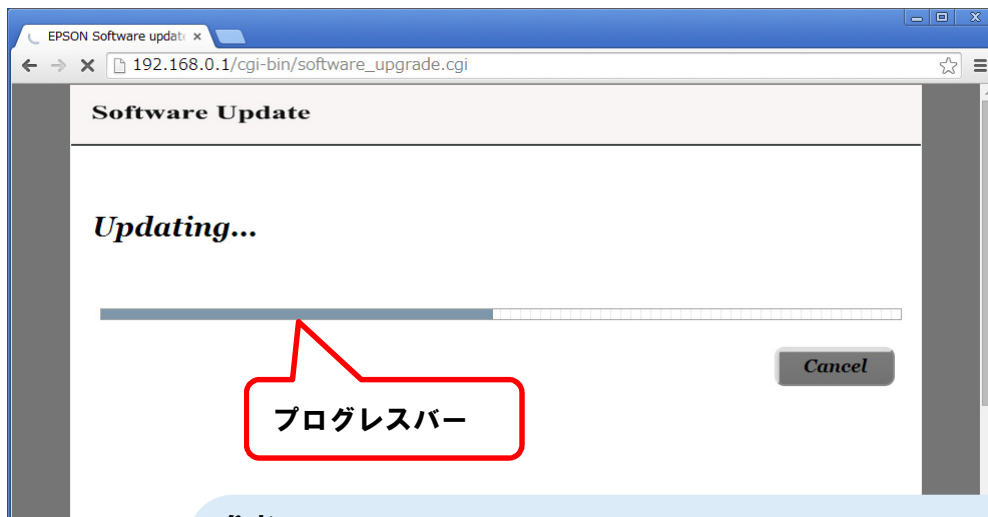 EPSON Software updat
192.168.0.1/cgi-bin/software_upgrade.cgi
Software Update
Updating...
Cancel
プログレスバー